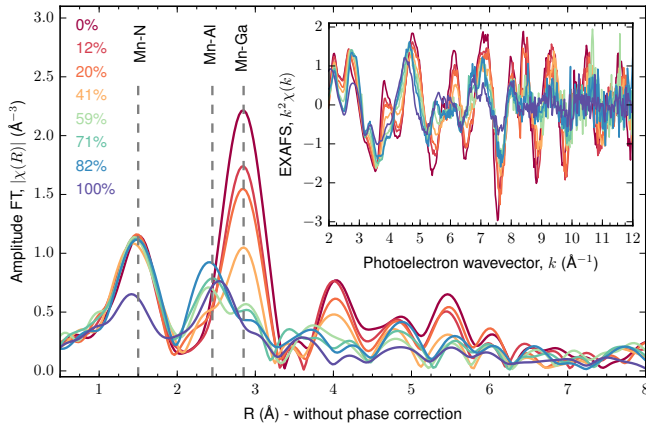 3.0
2.5
2.0
1.5
1.0
0.5
0.0
Amplitude FT, |χ(R)| (Å⁻³)
0%
12%
20%
41%
59%
71%
82%
100%
Mn-N
Mn-Al
Mn-Ga
1 2 3 4 5 6 7 8
R (Å) - without phase correction
2
1
0
−1
−2
−3
EXAFS, k²χ(k)
2 3 4 5 6 7 8 9 10 11 12
Photoelectron wavevector, k (Å⁻¹)